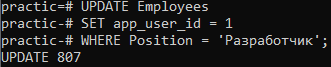 practic=# UPDATE Employees
practic-# SET app_user_id = 1
practic-# WHERE Position = 'Разработчик';
UPDATE 807